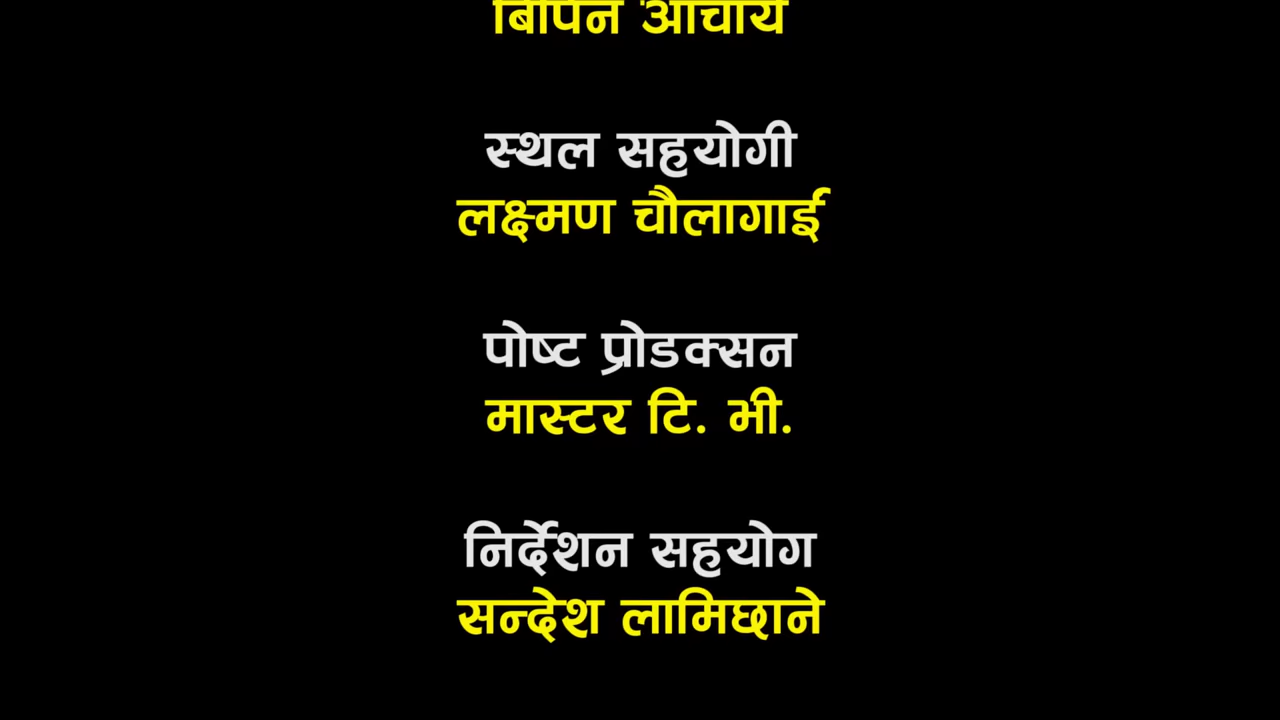 बिपिन आचार्य
स्थल सहयोगी
लक्ष्मण चौलागाई
पोष्ट प्रोडक्सन
मास्टर टि. भी.
निर्देशन सहयोग
सन्देश लामिछाने